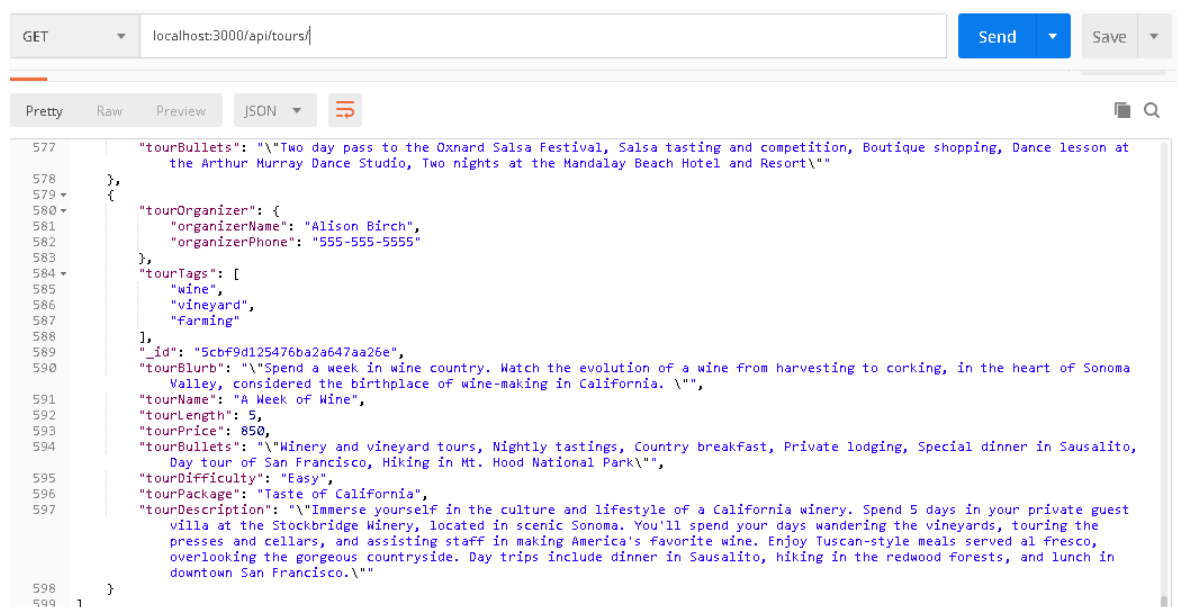 GET localhost:3000/api/tours/ Send Save
Pretty Raw Preview JSON
577 "tourBullets": "\"Two day pass to the Oxnard Salsa Festival, Salsa tasting and competition, Boutique shopping, Dance lesson at
the Arthur Murray Dance Studio, Two nights at the Mandalay Beach Hotel and Resort\""
578 },
579 {
580 "tourOrganizer": {
581 "organizerName": "Alison Birch",
582 "organizerPhone": "555-555-5555"
583 },
584 "tourTags": [
585 "wine",
586 "vineyard",
587 "farming"
588 ],
589 "_id": "5cbf9d125476ba2a647aa26e",
590 "tourBlurb": "\"Spend a week in wine country. Watch the evolution of a wine from harvesting to corking, in the heart of Sonoma
Valley, considered the birthplace of wine-making in California. \"",
591 "tourName": "A Week of Wine",
592 "tourLength": 5,
593 "tourPrice": 850,
594 "tourBullets": "\"Winery and vineyard tours, Nightly tastings, Country breakfast, Private lodging, Special dinner in Sausalito,
Day tour of San Francisco, Hiking in Mt. Hood National Park\"",
595 "tourDifficulty": "Easy",
596 "tourPackage": "Taste of California",
597 "tourDescription": "\"Immerse yourself in the culture and lifestyle of a California winery. Spend 5 days in your private guest
villa at the Stockbridge Winery, located in scenic Sonoma. You'll spend your days wandering the vineyards, touring the
presses and cellars, and assisting staff in making America's favorite wine. Enjoy Tuscan-style meals served al fresco,
overlooking the gorgeous countryside. Day trips include dinner in Sausalito, hiking in the redwood forests, and lunch in
downtown San Francisco.\""
598 }
599 ]